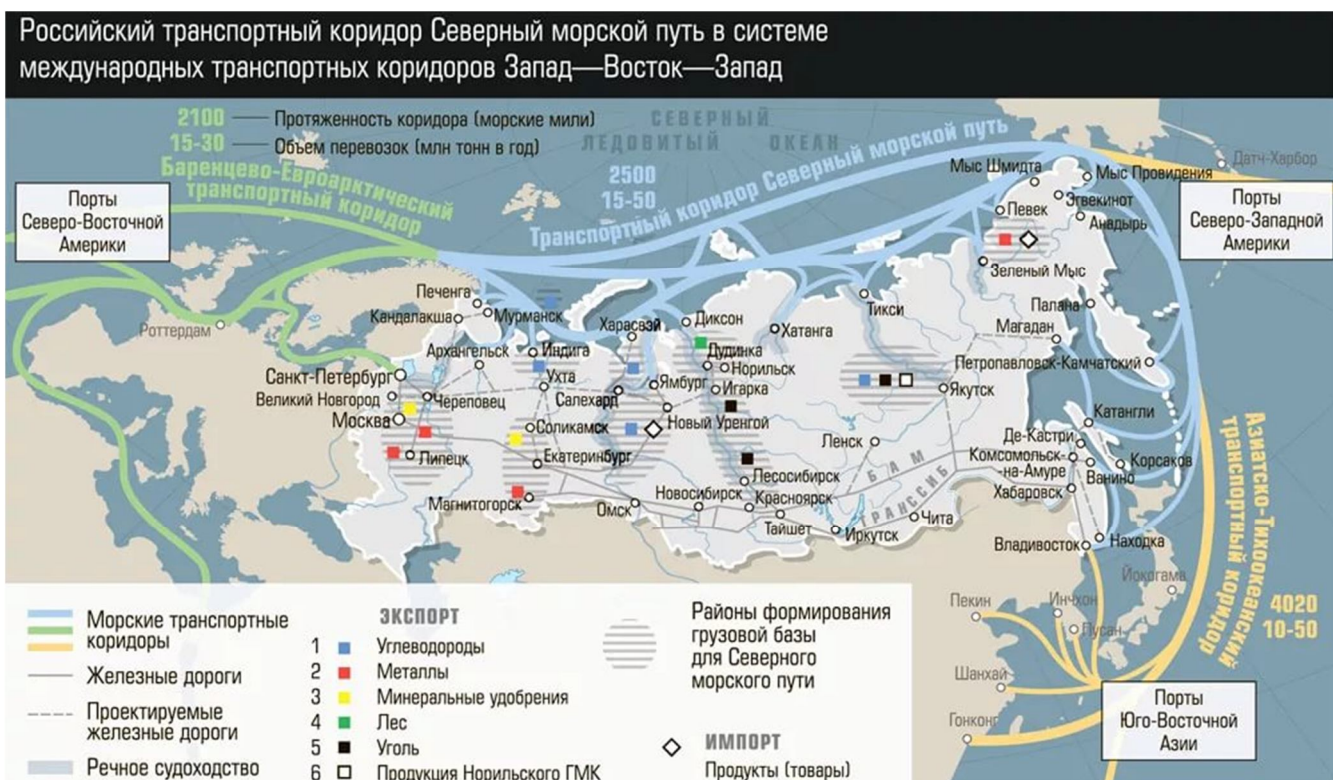 Российский транспортный коридор Северный морской путь в системе
международных транспортных коридоров Запад—Восток—Запад
2100
Протяженность коридора (морские мили)
15-30
Объем перевозок (млн тонн в год)
СЕВЕРНЫЙ
ЛЕДОВИТЫЙ ОКЕАН
Баренцево-Евроарктический
транспортный коридор
2500
15-50
Транспортный коридор Северный морской путь
Порты
Северо-Восточной
Америки
Порты
Северо-Западной
Америки
Датч-Харбор
Мыс Шмидта
Мыс Провидения
Эгвекинот
Певек
Анадырь
Зеленый Мыс
Роттердам
Печенга
Кандалакша
Мурманск
Харасвэй
Диксон
Хатанга
Тикси
Палана
Магадан
Архангельск
Индига
Дудинка
Норильск
Петропавловск-Камчатский
Санкт-Петербург
Ухта
Ямбург
Игарка
Якутск
Великий Новгород
Череповец
Салехард
Новый Уренгой
Катангли
Москва
Соликамск
Ленск
Де-Кастри
Липецк
Екатеринбург
Лесосибирск
БАМ
Комсомольск-
на-Амуре
Корсаков
Ванино
Магнитогорск
Новосибирск
Красноярск
Хабаровск
Омск
Тайшет
Иркутск
ТРАНССИБ
Чита
Владивосток
Находка
Азиатско-Тихоокеанский
транспортный коридор
4020
10-50
Йокогама
Пекин
Инчхон
Пусан
Шанхай
Гонконг
Порты
Юго-Восточной
Азии
Морские транспортные
коридоры
Железные дороги
Проектируемые
железные дороги
Речное судоходство
ЭКСПОРТ
1 Углеводороды
2 Металлы
3 Минеральные удобрения
4 Лес
5 Уголь
6 Продукция Норильского ГМК
Районы формирования
грузовой базы
для Северного
морского пути
ИМПОРТ
Продукты (товары)